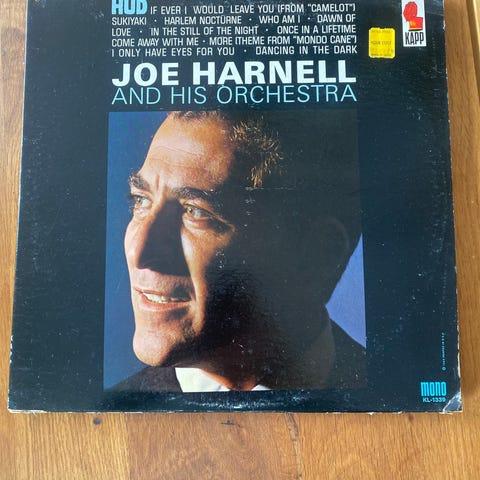 HUD
IF EVER I WOULD LEAVE YOU (FROM "CAMELOT")
SUKIYAKI · HARLEM NOCTURNE · WHO AM I · DAWN OF
LOVE · IN THE STILL OF THE NIGHT · ONCE IN A LIFETIME
COME AWAY WITH ME · MORE (THEME FROM "MONDO CANE")
I ONLY HAVE EYES FOR YOU · DANCING IN THE DARK
KAPP
JOE HARNELL
AND HIS ORCHESTRA
mono
KL-1339